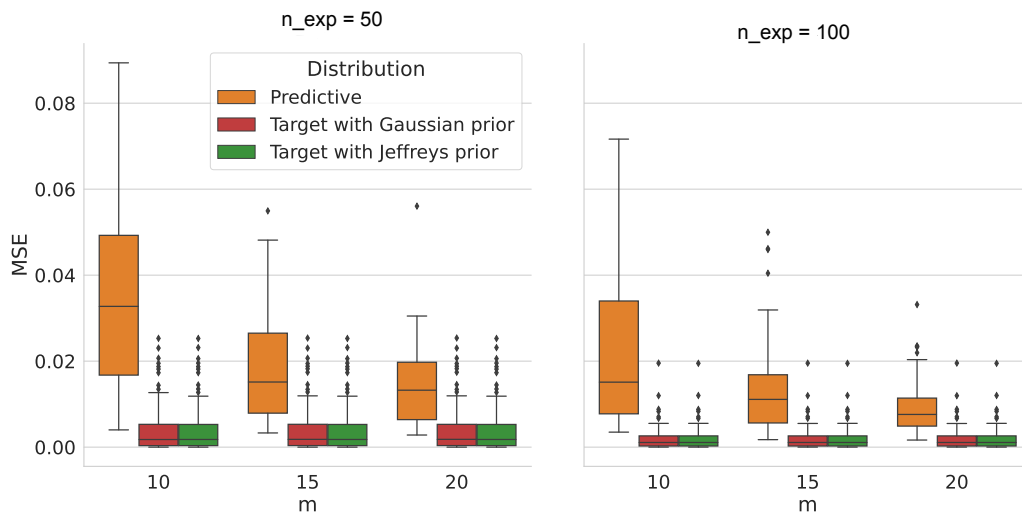 n_exp = 50
n_exp = 100
Distribution
Predictive
Target with Gaussian prior
Target with Jeffreys prior
MSE
0.08
0.06
0.04
0.02
0.00
10 15 20
m
10 15 20
m